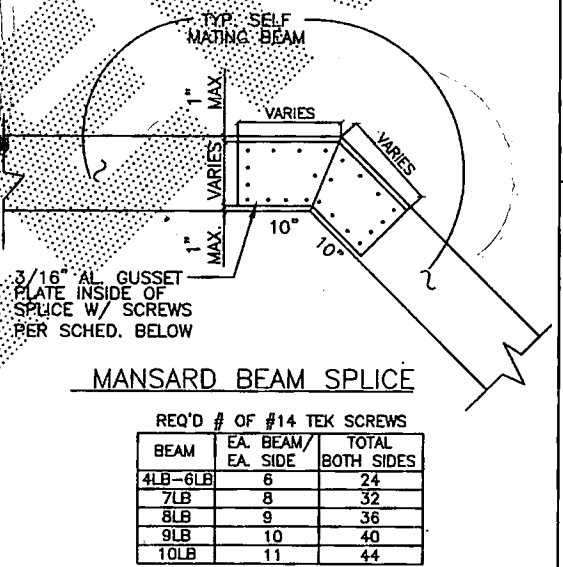 TYP. SELF
MATING BEAM
1" MAX.
VARIES
VARIES
VARIES
1" MAX.
10"
10"
3/16" AL. GUSSET
PLATE INSIDE OF
SPLICE W/ SCREWS
PER SCHED. BELOW
MANSARD BEAM SPLICE
REQ'D # OF #14 TEK SCREWS
BEAM EA. BEAM/ EA. SIDE TOTAL BOTH SIDES
4LB-6LB 6 24
7LB 8 32
8LB 9 36
9LB 10 40
10LB 11 44